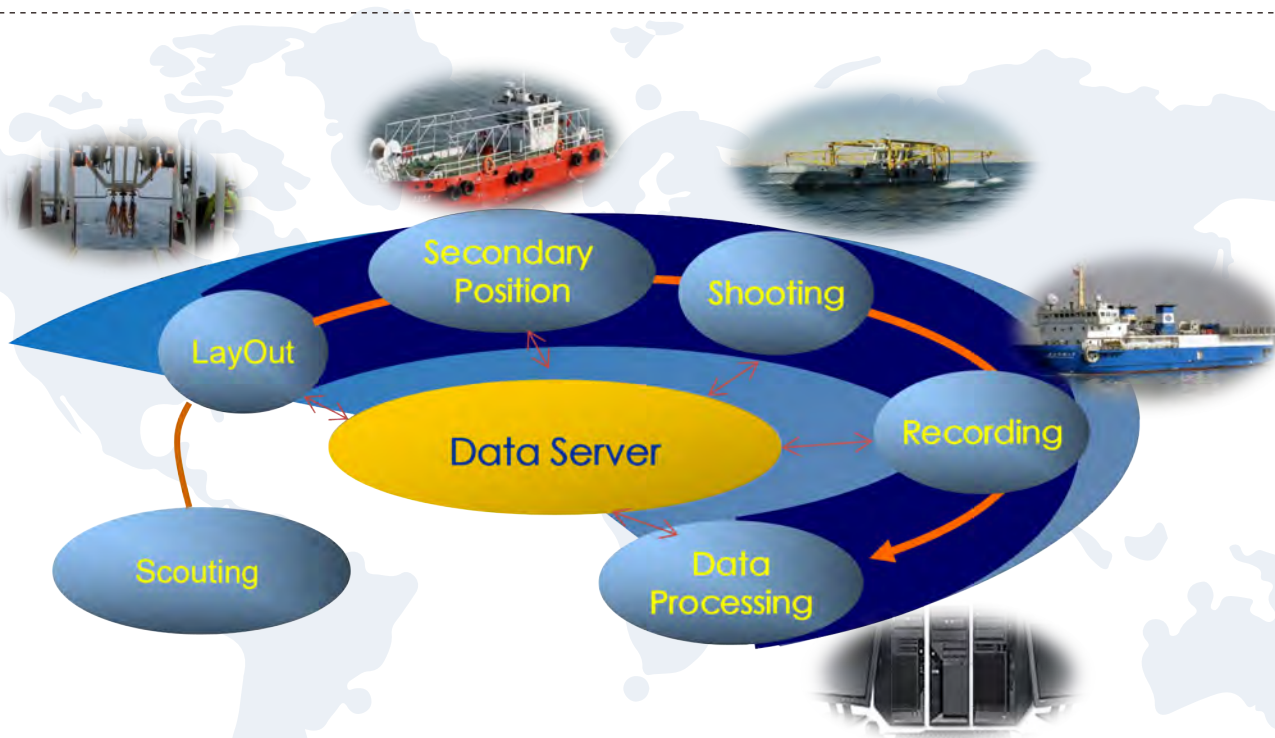 Secondary
Position
Shooting
LayOut
Recording
Data Server
Scouting
Data
Processing